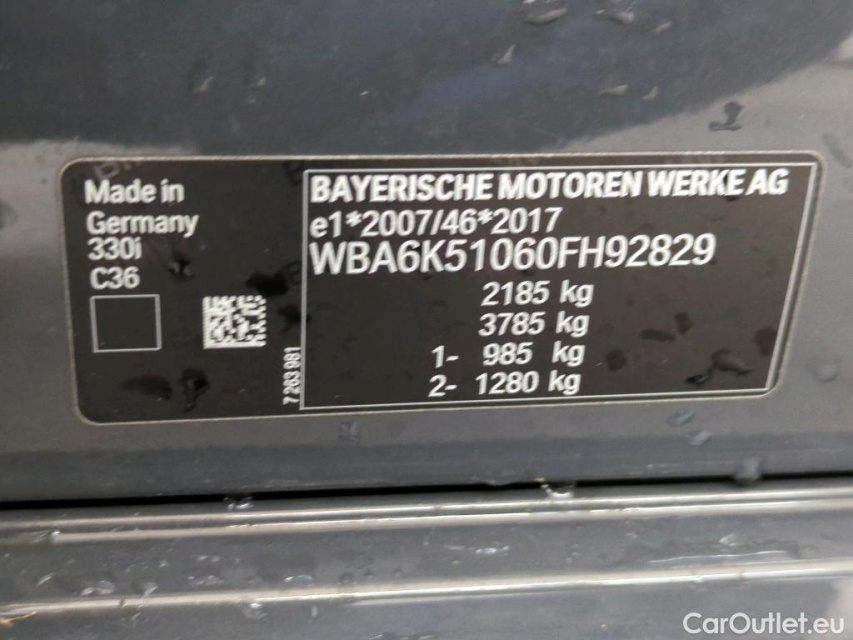 Made in
Germany
330i
C36
7 263 981
BAYERISCHE MOTOREN WERKE AG
e1*2007/46*2017
WBA6K51060FH92829
2185 kg
3785 kg
1- 985 kg
2- 1280 kg
CarOutlet.eu